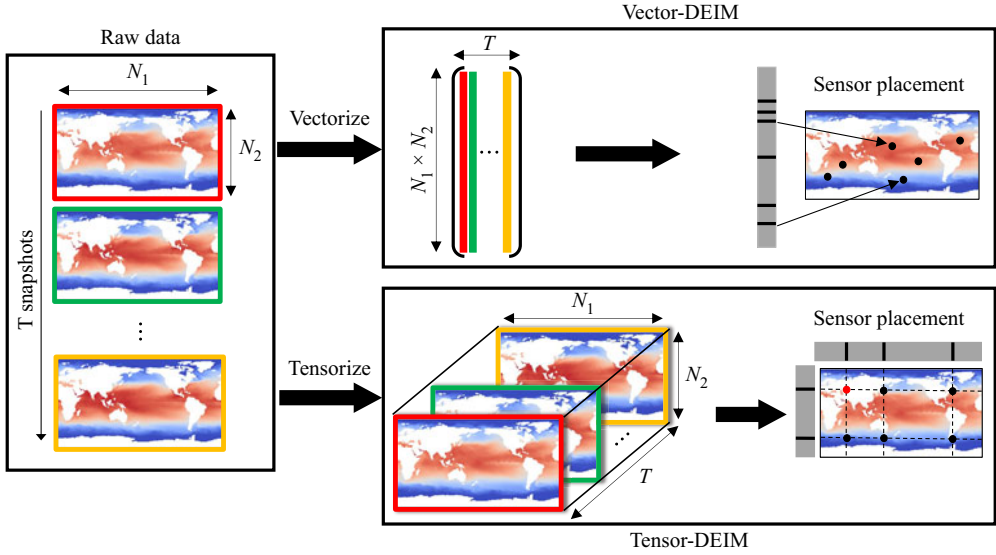 Vector-DEIM
Raw data
N₁
N₂
T snapshots
⋮
Vectorize
T
N₁ × N₂
...
Sensor placement
Tensorize
N₁
N₂
...
T
Sensor placement
Tensor-DEIM